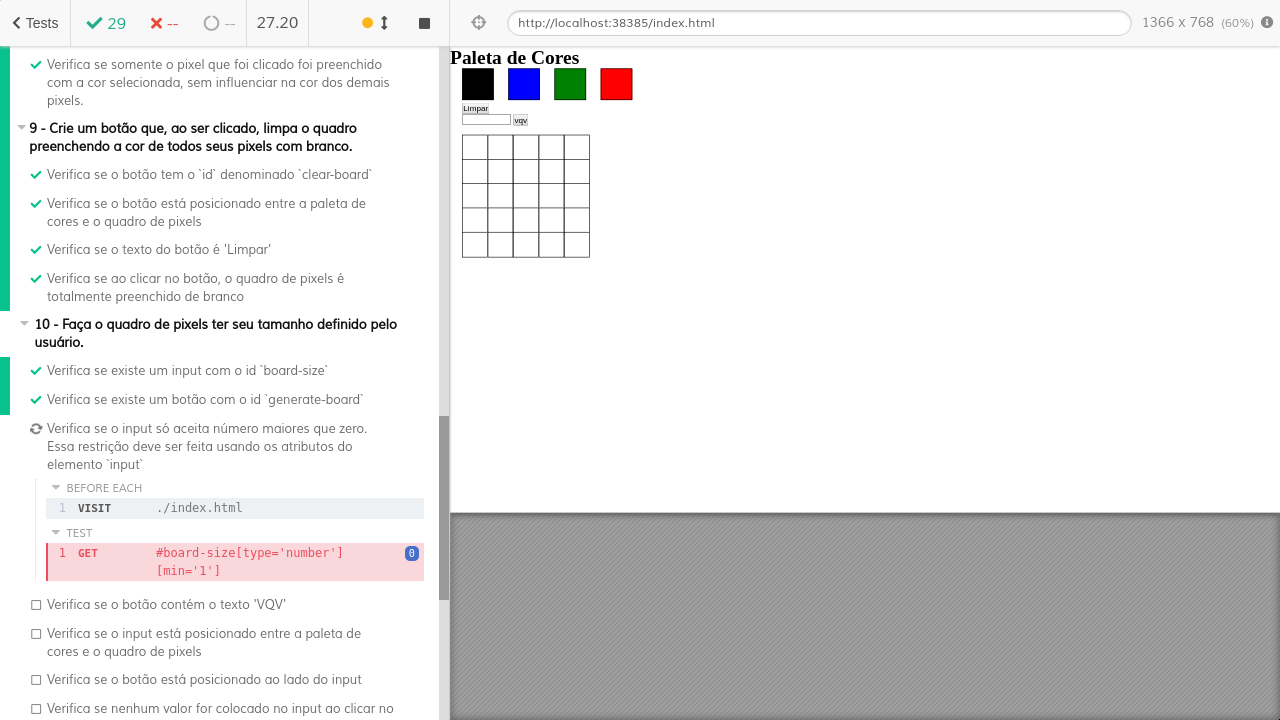 Tests
29
--
--
27.20
http://localhost:38385/index.html
1366 x 768 (60%)
Verifica se somente o pixel que foi clicado foi preenchido
com a cor selecionada, sem influenciar na cor dos demais
pixels.
9 - Crie um botão que, ao ser clicado, limpa o quadro
preenchendo a cor de todos seus pixels com branco.
Verifica se o botão tem o `id` denominado `clear-board`
Verifica se o botão está posicionado entre a paleta de
cores e o quadro de pixels
Verifica se o texto do botão é 'Limpar'
Verifica se ao clicar no botão, o quadro de pixels é
totalmente preenchido de branco
10 - Faça o quadro de pixels ter seu tamanho definido pelo
usuário.
Verifica se existe um input com o id `board-size`
Verifica se existe um botão com o id `generate-board`
Verifica se o input só aceita número maiores que zero.
Essa restrição deve ser feita usando os atributos do
elemento `input`
BEFORE EACH
1 VISIT ./index.html
TEST
1 GET #board-size[type='number'] 0
[min='1']
Verifica se o botão contém o texto 'VQV'
Verifica se o input está posicionado entre a paleta de
cores e o quadro de pixels
Verifica se o botão está posicionado ao lado do input
Verifica se nenhum valor for colocado no input ao clicar no
Paleta de Cores
Limpar
vqv